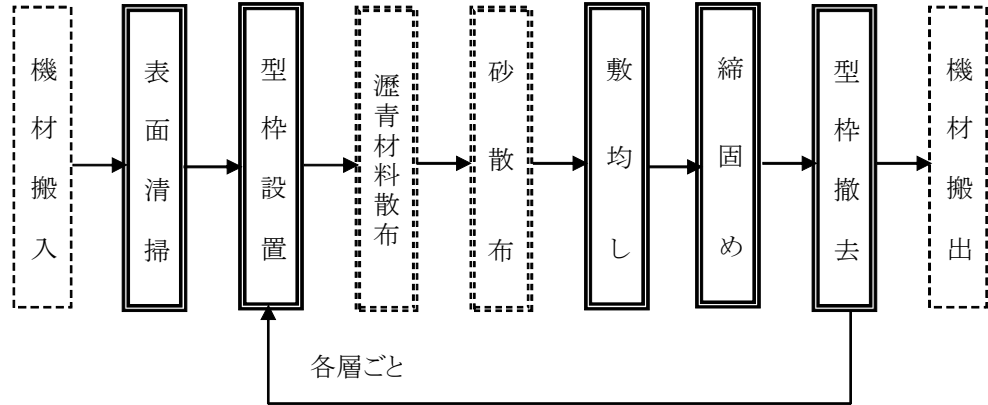 機材搬入
表面清掃
型枠設置
瀝青材料散布
砂散布
敷均し
締固め
型枠撤去
機材搬出
各層ごと